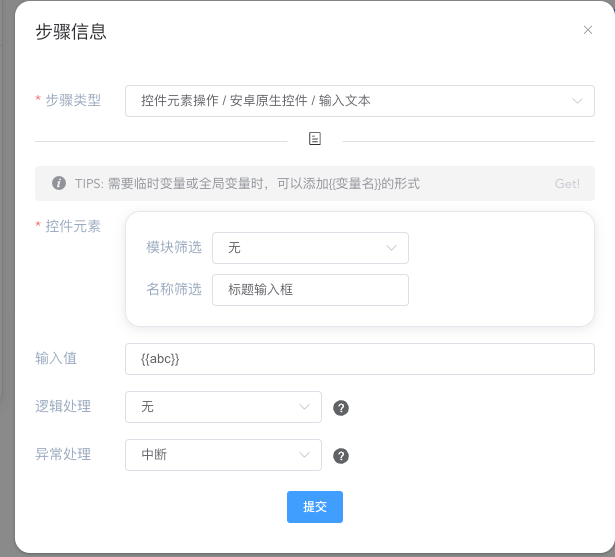 步骤信息
* 步骤类型
控件元素操作 / 安卓原生控件 / 输入文本
TIPS: 需要临时变量或全局变量时，可以添加{{变量名}}的形式
Get!
* 控件元素
模块筛选
无
名称筛选
标题输入框
输入值
{{abc}}
逻辑处理
无
异常处理
中断
提交